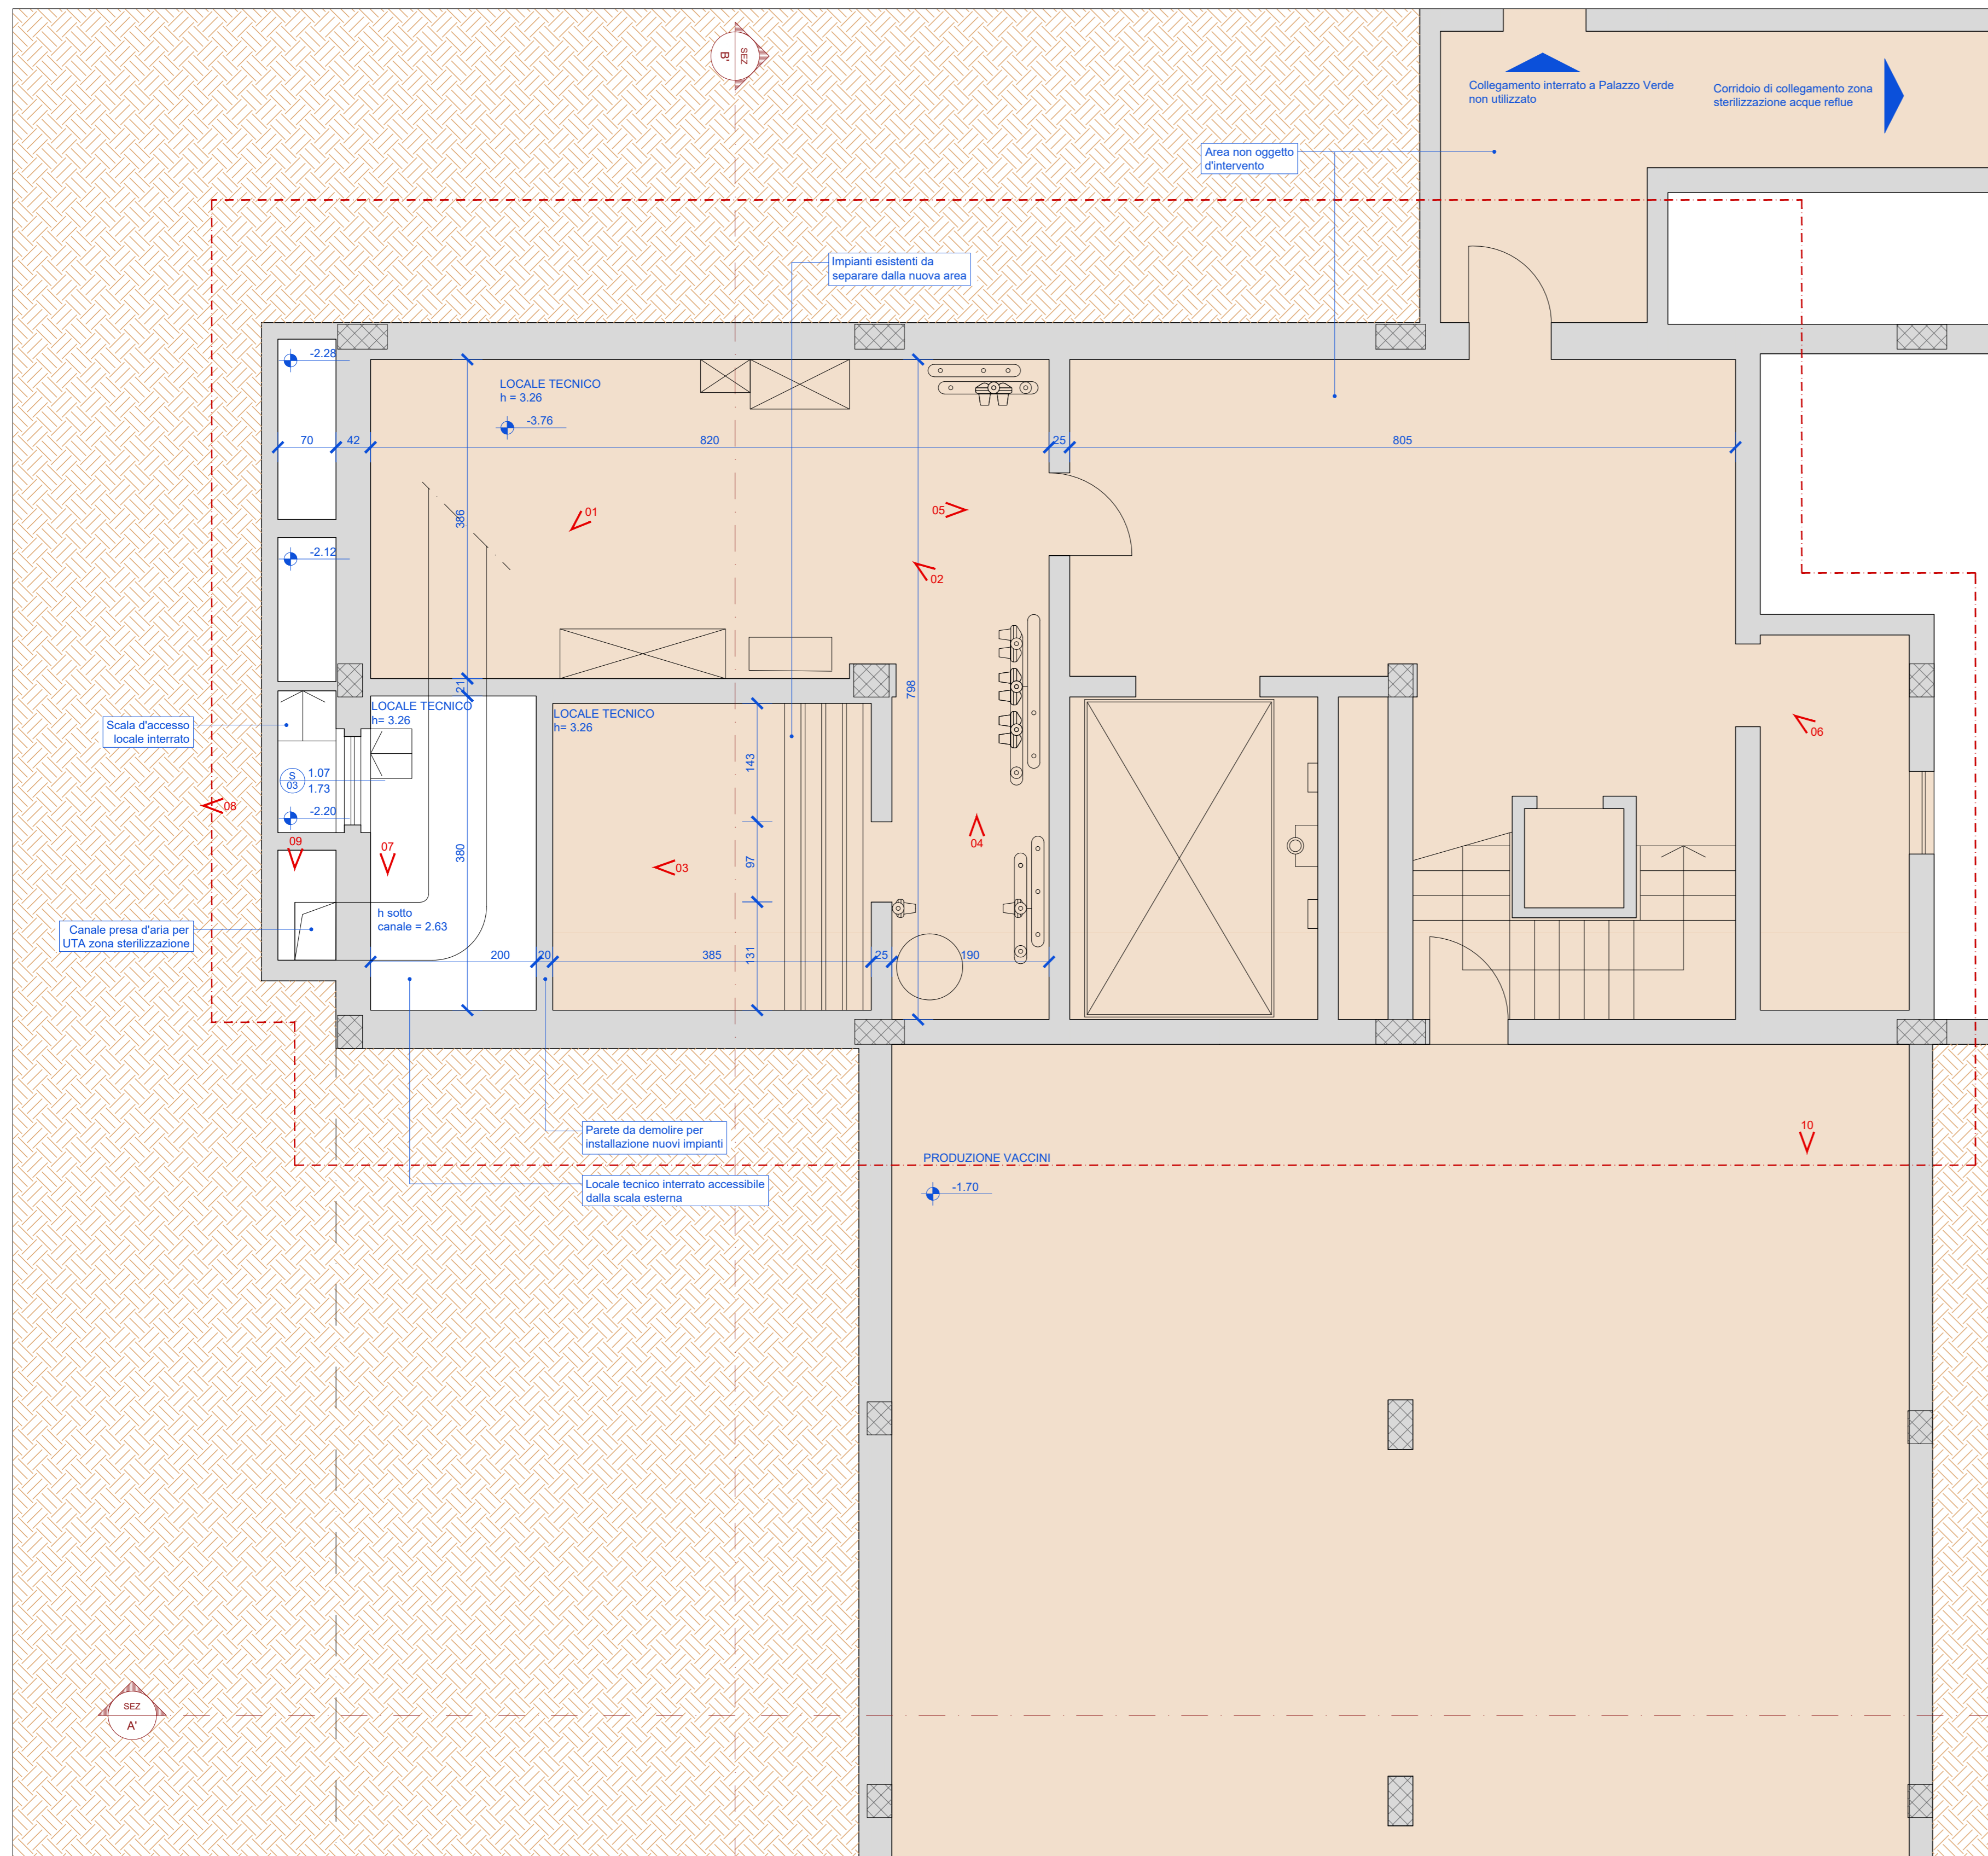 SEZ
B'
Collegamento interrato a Palazzo Verde
non utilizzato
Corridoio di collegamento zona
sterilizzazione acque reflue
Area non oggetto
d'intervento
Impianti esistenti da
separare dalla nuova area
-2.28
LOCALE TECNICO
h = 3.26
-3.76
70
42
820
25
805
386
01
05
02
-2.12
21
798
LOCALE TECNICO
h= 3.26
LOCALE TECNICO
h= 3.26
Scala d'accesso
locale interrato
S
03
1.07
1.73
-2.20
143
06
08
09
07
04
380
97
03
h sotto
canale = 2.63
Canale presa d'aria per
UTA zona sterilizzazione
200
20
385
131
25
190
Parete da demolire per
installazione nuovi impianti
Locale tecnico interrato accessibile
dalla scala esterna
PRODUZIONE VACCINI
-1.70
10
SEZ
A'